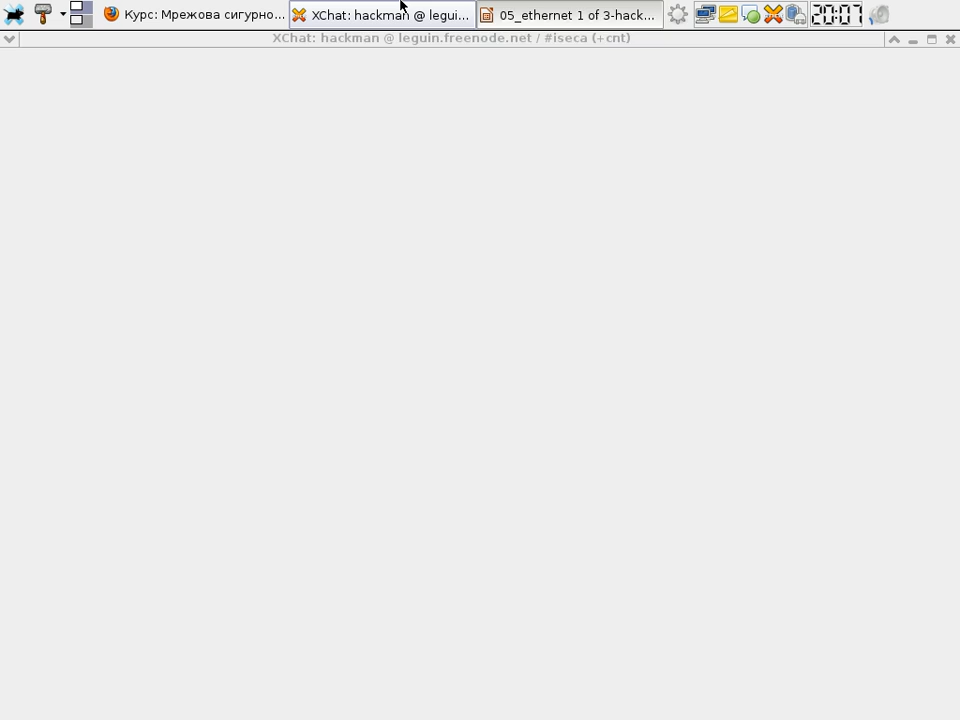 Курс: Мрежова сигурно...
XChat: hackman @ legui...
05_ethernet 1 of 3-hack...
20:07
XChat: hackman @ leguin.freenode.net / #iseca (+cnt)